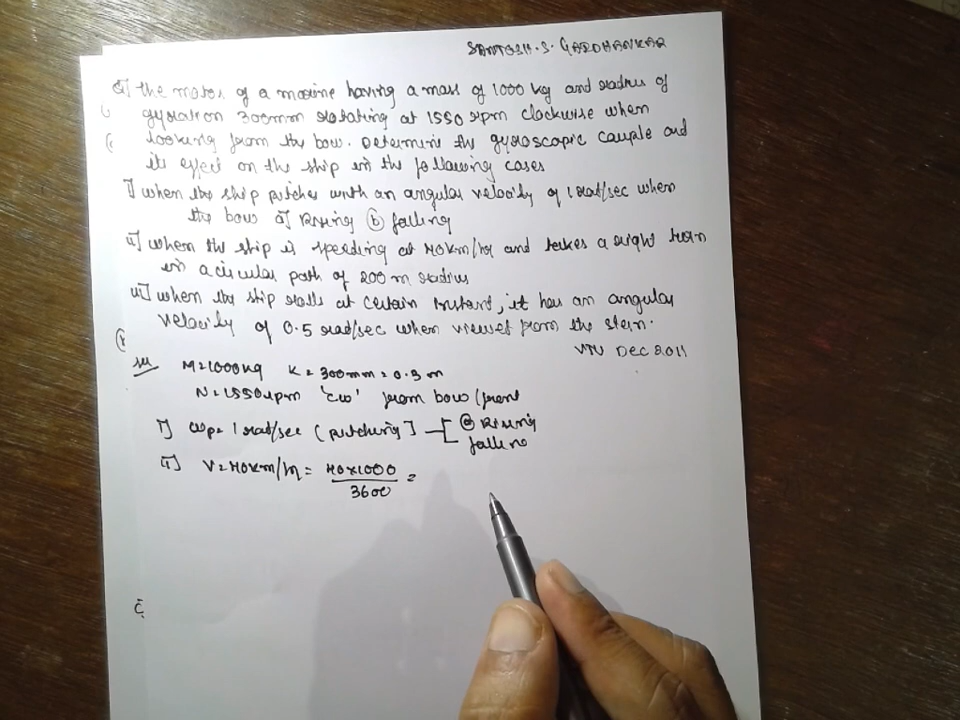 SANTOSH.S. GARDHANKAR
Q] The motor of a marine having a mass of 1000 kg and radius of
gyration 300mm rotating at 1550 rpm clockwise when
looking from the bow. Determine the gyroscopic couple and
its effect on the ship in the following cases
i] when the ship pitches with an angular velocity of 1 rad/sec when
the bow a] Rising (b) falling
ii] when the ship is speeding at 40km/hr and takes a right turn
in a circular path of 200 m radius
iii] when the ship rolls at certain instant, it has an angular
velocity of 0.5 rad/sec when viewed from the stern.
VTU Dec 2011
M=1000kg K = 300mm = 0.3 m
N=1550rpm 'CW' from bow (front
i] ωp= 1 rad/sec (pitching] (a) Rising
falling
ii] V=40km/h = 40x1000 =
3600